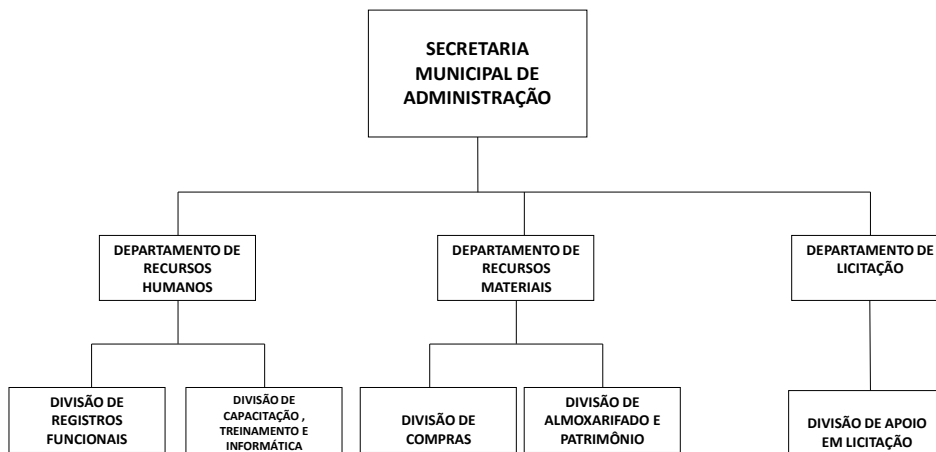 SECRETARIA
MUNICIPAL DE
ADMINISTRAÇÃO
DEPARTAMENTO DE
RECURSOS
HUMANOS
DEPARTAMENTO DE
RECURSOS
MATERIAIS
DEPARTAMENTO DE
LICITAÇÃO
DIVISÃO DE
REGISTROS
FUNCIONAIS
DIVISÃO DE
CAPACITAÇÃO ,
TREINAMENTO E
INFORMÁTICA
DIVISÃO DE
COMPRAS
DIVISÃO DE
ALMOXARIFADO E
PATRIMÔNIO
DIVISÃO DE APOIO
EM LICITAÇÃO